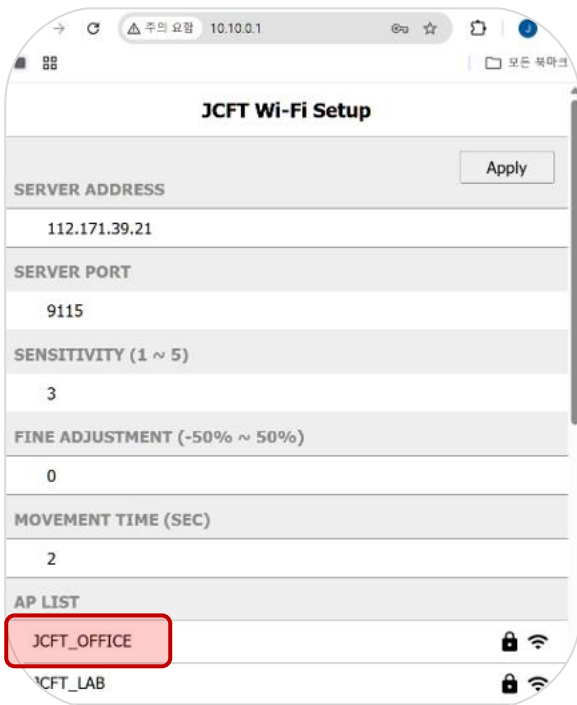 주의 요함 10.10.0.1
모든 북마크
JCFT Wi-Fi Setup
Apply
SERVER ADDRESS
112.171.39.21
SERVER PORT
9115
SENSITIVITY (1 ~ 5)
3
FINE ADJUSTMENT (-50% ~ 50%)
0
MOVEMENT TIME (SEC)
2
AP LIST
JCFT_OFFICE
JCFT_LAB